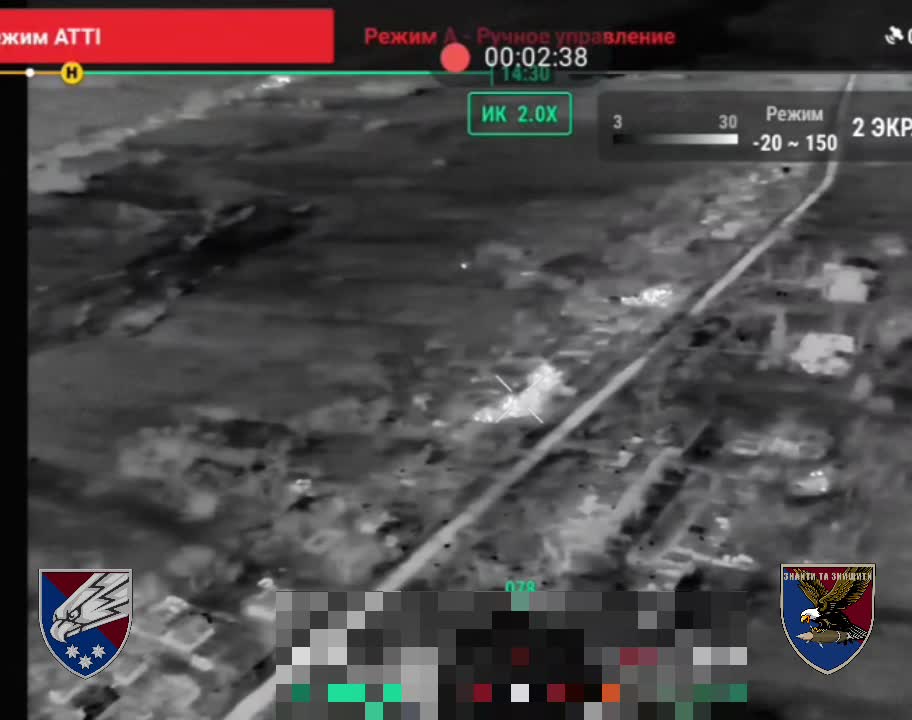 жим ATTI
Режим А - Ручное управление
00:02:38
14:30
ИК 2.0X
3 30
Режим
-20 ~ 150
2 ЭКР
H
078
ЗНАЙТИ ТА ЗНИЩИТИ